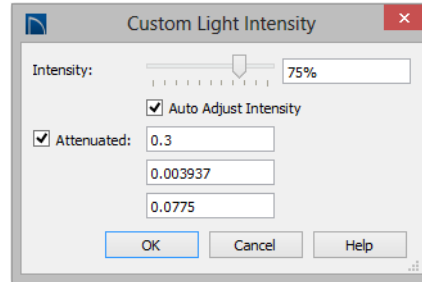 Custom Light Intensity
Intensity: 75%
Auto Adjust Intensity
Attenuated: 0.3
0.003937
0.0775
OK Cancel Help